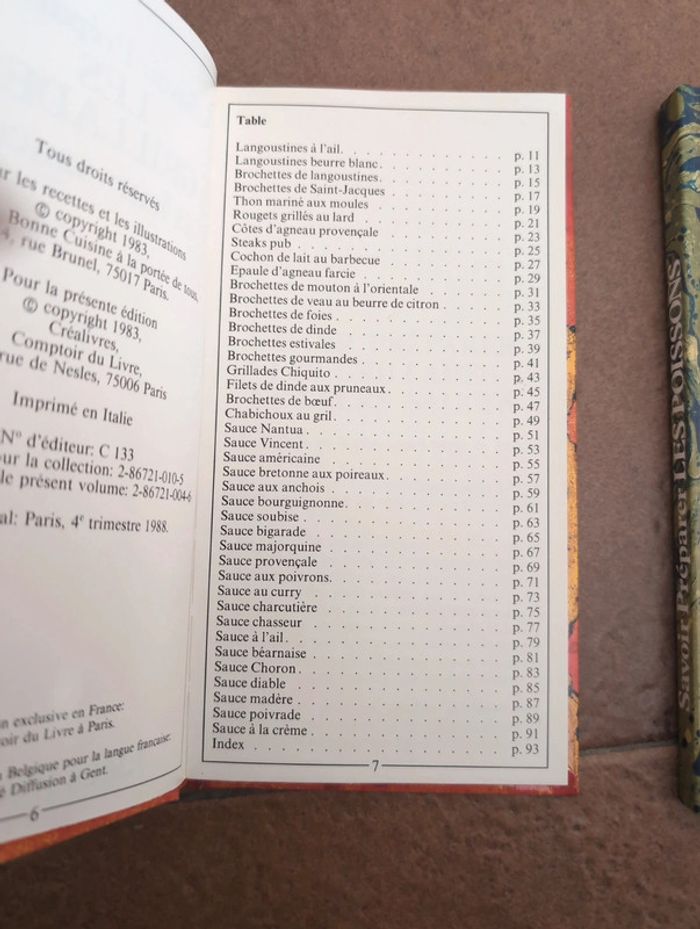 Tous droits réservés
les recettes et les illustrations
© copyright 1983,
Bonne Cuisine à la portée de tous,
rue Brunel, 75017 Paris.
Pour la présente édition
© copyright 1983,
Créalivres,
Comptoir du Livre,
rue de Nesles, 75006 Paris
Imprimé en Italie
N° d'éditeur: C 133
pour la collection: 2-86721-010-5
le présent volume: 2-86721-004-6
Paris, 4e trimestre 1988.
exclusive en France:
du Livre à Paris.
Belgique pour la langue française:
Diffusion à Gent.
6
Table
Langoustines à l'ail. p. 11
Langoustines beurre blanc. p. 13
Brochettes de langoustines. p. 15
Brochettes de Saint-Jacques p. 17
Thon mariné aux moules p. 19
Rougets grillés au lard p. 21
Côtes d'agneau provençale p. 23
Steaks pub p. 25
Cochon de lait au barbecue p. 27
Epaule d'agneau farcie p. 29
Brochettes de mouton à l'orientale p. 31
Brochettes de veau au beurre de citron p. 33
Brochettes de foies p. 35
Brochettes de dinde p. 37
Brochettes estivales p. 39
Brochettes gourmandes p. 41
Grillades Chiquito p. 43
Filets de dinde aux pruneaux p. 45
Brochettes de bœuf p. 47
Chabichoux au gril p. 49
Sauce Nantua p. 51
Sauce Vincent p. 53
Sauce américaine p. 55
Sauce bretonne aux poireaux p. 57
Sauce aux anchois p. 59
Sauce bourguignonne p. 61
Sauce soubise p. 63
Sauce bigarade p. 65
Sauce majorquine p. 67
Sauce provençale p. 69
Sauce aux poivrons. p. 71
Sauce au curry p. 73
Sauce charcutière p. 75
Sauce chasseur p. 77
Sauce à l'ail p. 79
Sauce béarnaise p. 81
Sauce Choron p. 83
Sauce diable p. 85
Sauce madère p. 87
Sauce poivrade p. 89
Sauce à la crème p. 91
Index p. 93
7
Savoir Préparer LES POISSONS